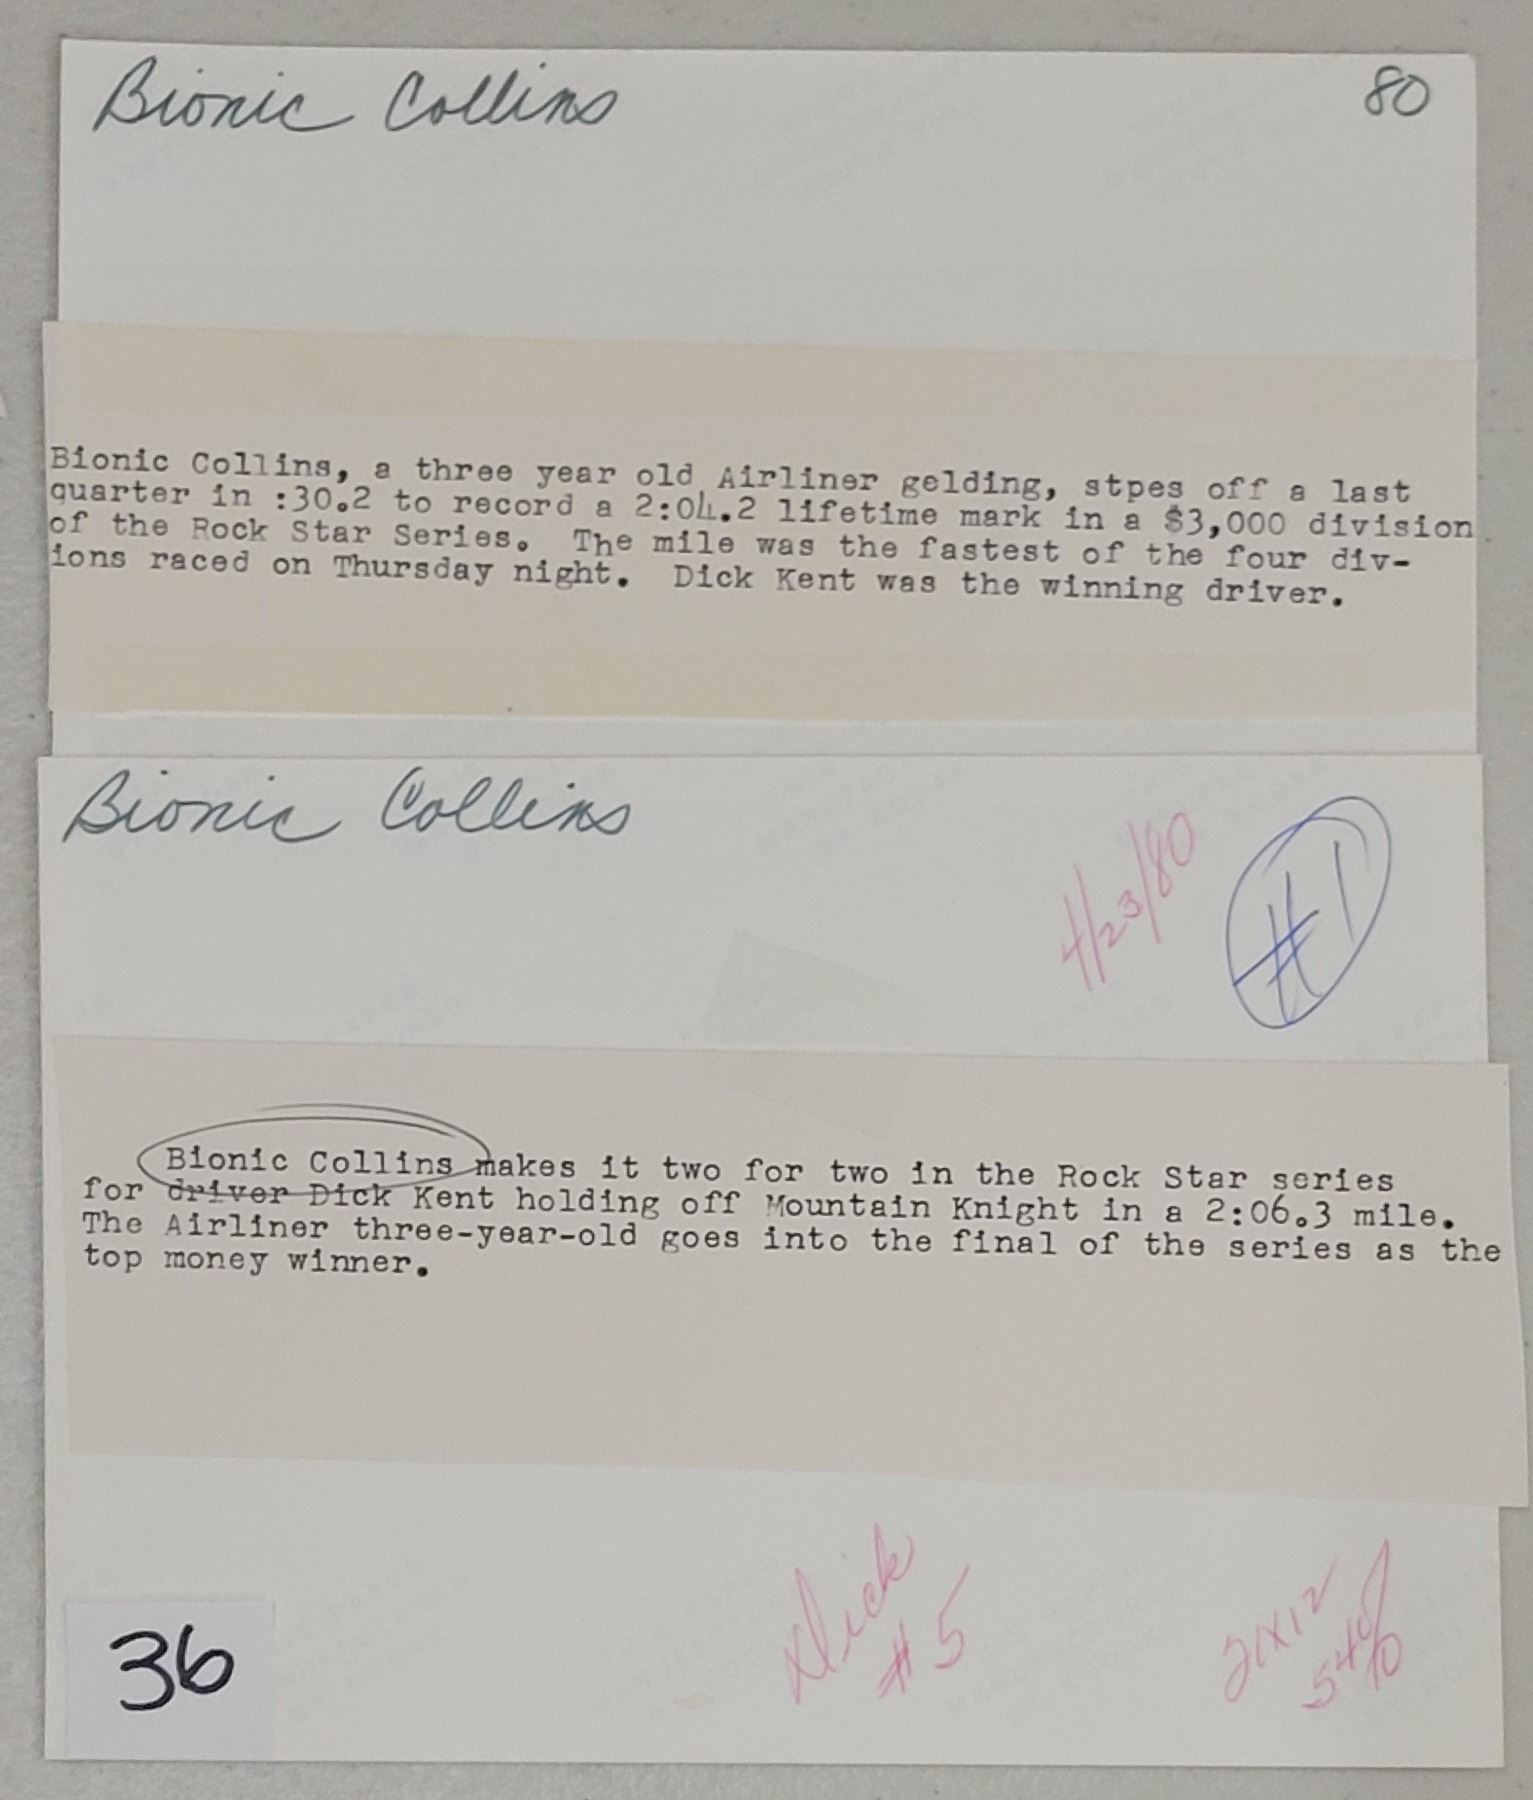 Bionic Collins 80
Bionic Collins, a three year old Airliner gelding, stpes off a last
quarter in :30.2 to record a 2:04.2 lifetime mark in a $3,000 division
of the Rock Star Series.  The mile was the fastest of the four div-
ions raced on Thursday night.  Dick Kent was the winning driver.
Bionic Collins
4/23/80 #1
Bionic Collins makes it two for two in the Rock Star series
for driver Dick Kent holding off Mountain Knight in a 2:06.3 mile.
The Airliner three-year-old goes into the final of the series as the
top money winner.
Dick
#5
21x12
54%
36